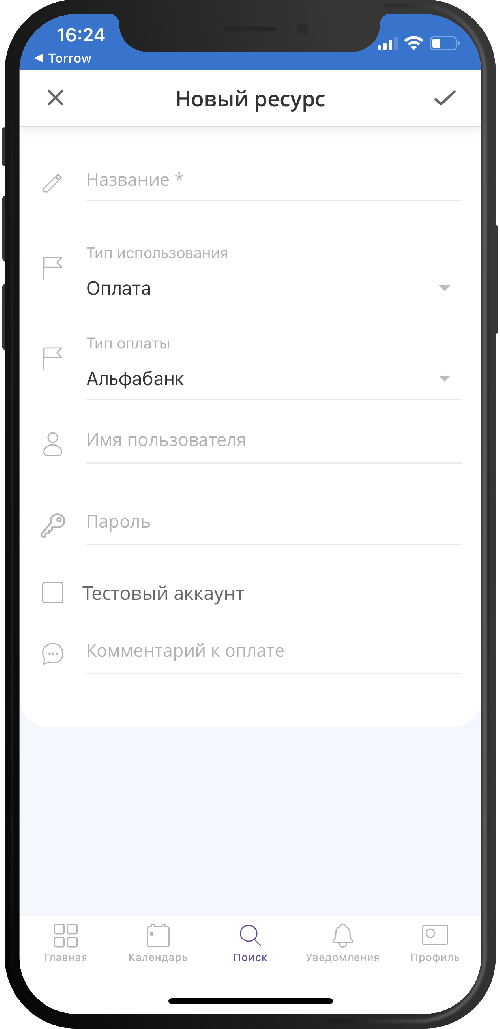 16:24
◀ Torrow
Новый ресурс
Название *
Тип использования
Оплата
Тип оплаты
Альфабанк
Имя пользователя
Пароль
Тестовый аккаунт
Комментарий к оплате
Главная Календарь Поиск Уведомления Профиль